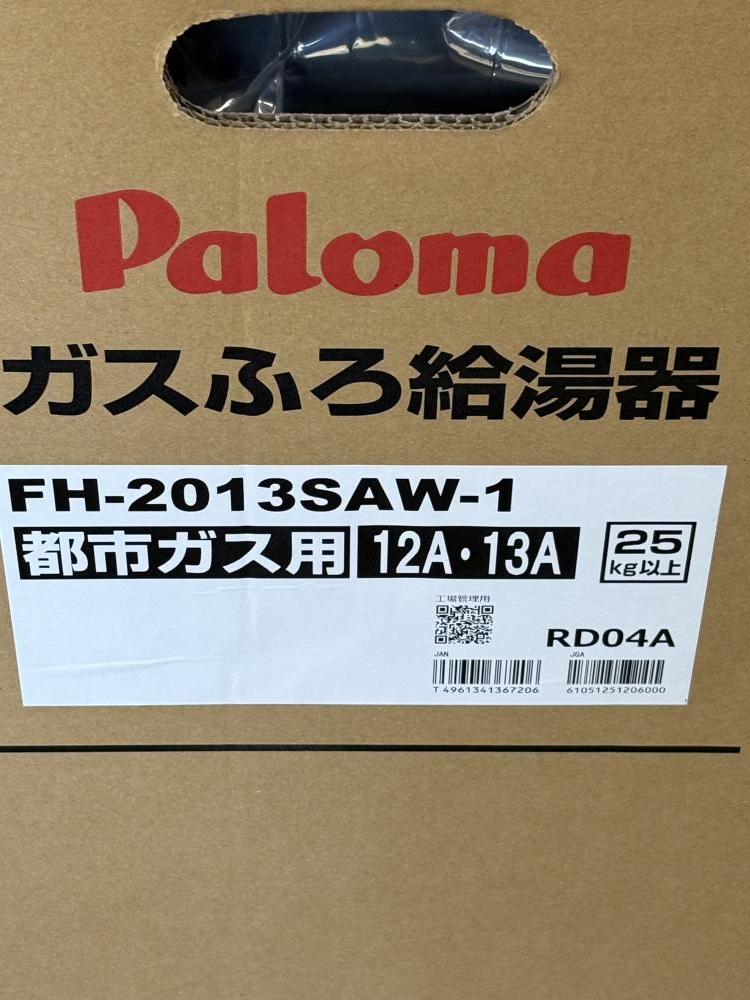 Paloma
ガスふろ給湯器
FH-2013SAW-1
都市ガス用 12A・13A
25
kg以上
工場管理用
RD04A
JAN
JGA
T4961341367206
61051251206000